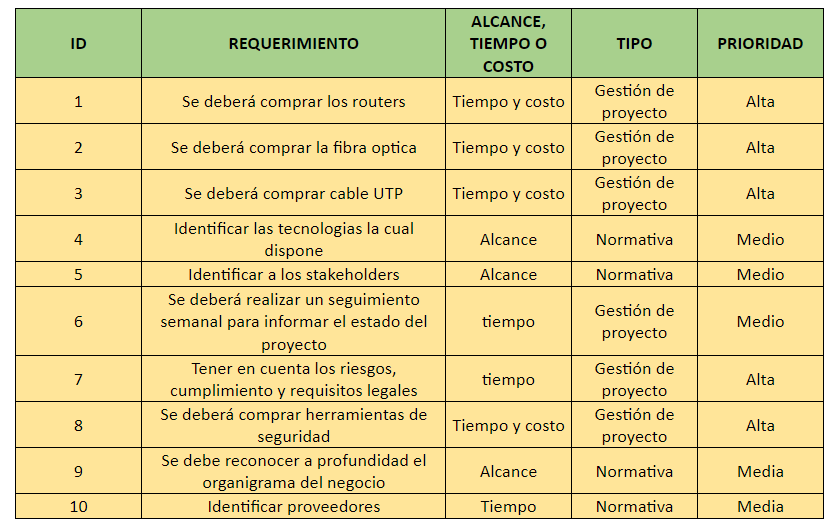 ID REQUERIMIENTO ALCANCE, TIEMPO O COSTO TIPO PRIORIDAD
1 Se deberá comprar los routers Tiempo y costo Gestión de proyecto Alta
2 Se deberá comprar la fibra optica Tiempo y costo Gestión de proyecto Alta
3 Se deberá comprar cable UTP Tiempo y costo Gestión de proyecto Alta
4 Identificar las tecnologias la cual dispone Alcance Normativa Medio
5 Identificar a los stakeholders Alcance Normativa Medio
6 Se deberá realizar un seguimiento semanal para informar el estado del proyecto tiempo Gestión de proyecto Medio
7 Tener en cuenta los riesgos, cumplimiento y requisitos legales tiempo Gestión de proyecto Alta
8 Se deberá comprar herramientas de seguridad Tiempo y costo Gestión de proyecto Alta
9 Se debe reconocer a profundidad el organigrama del negocio Alcance Normativa Media
10 Identificar proveedores Tiempo Normativa Media